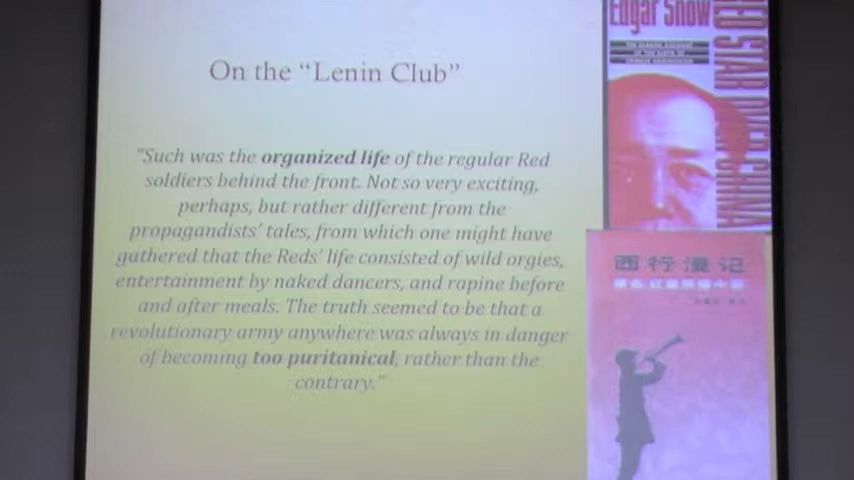 On the “Lenin Club”
“Such was the organized life of the regular Red
soldiers behind the front. Not so very exciting,
perhaps, but rather different from the
propagandists’ tales, from which one might have
gathered that the Reds’ life consisted of wild orgies,
entertainment by naked dancers, and rapine before
and after meals. The truth seemed to be that a
revolutionary army anywhere was always in danger
of becoming too puritanical, rather than the
contrary.”
Edgar Snow
RED STAR OVER CHINA
西行漫记